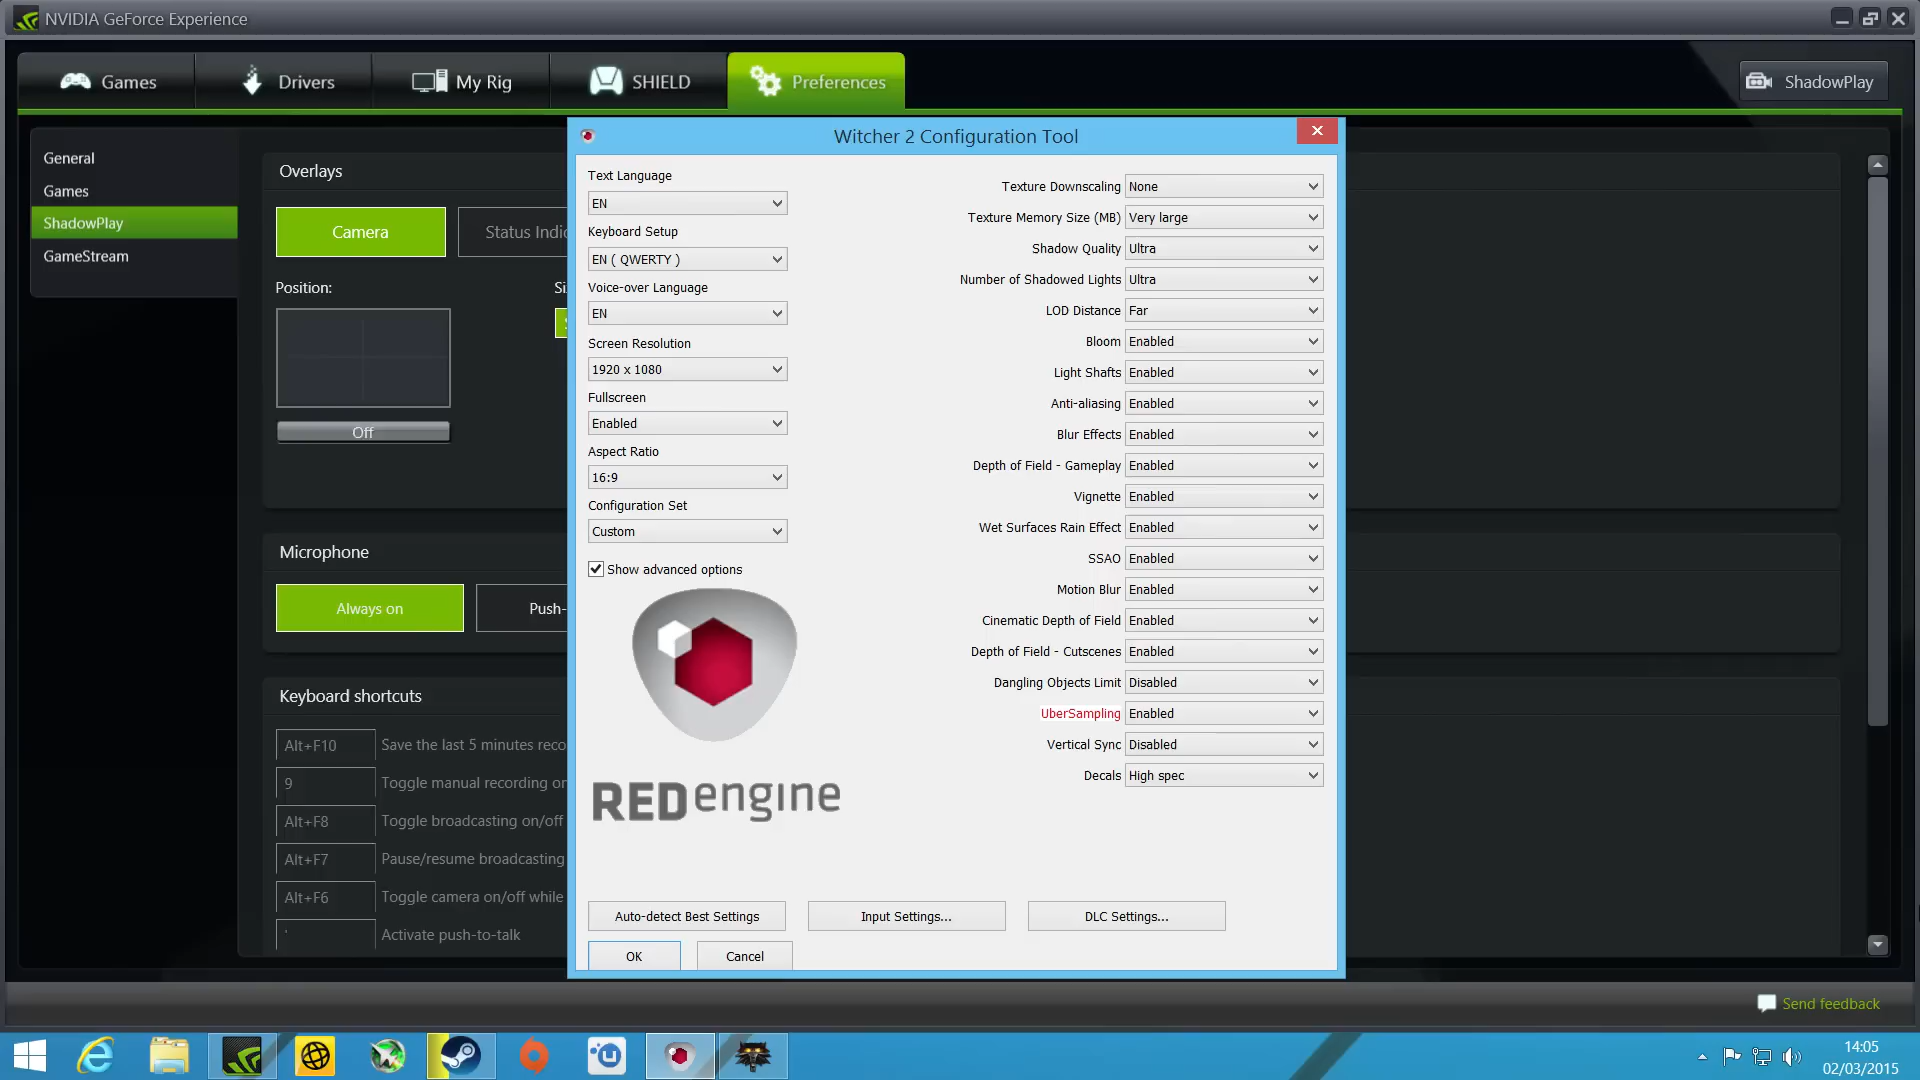 NVIDIA GeForce Experience
Games
Drivers
My Rig
SHIELD
Preferences
ShadowPlay
General
Games
ShadowPlay
GameStream
Overlays
Camera
Status Indic
Position:
Off
Microphone
Always on
Push-
Keyboard shortcuts
Alt+F10 Save the last 5 minutes reco
9 Toggle manual recording on
Alt+F8 Toggle broadcasting on/off
Alt+F7 Pause/resume broadcasting
Alt+F6 Toggle camera on/off while
' Activate push-to-talk
Witcher 2 Configuration Tool
Text Language
EN
Keyboard Setup
EN ( QWERTY )
Voice-over Language
EN
Screen Resolution
1920 x 1080
Fullscreen
Enabled
Aspect Ratio
16:9
Configuration Set
Custom
Show advanced options
REDengine
Texture Downscaling None
Texture Memory Size (MB) Very large
Shadow Quality Ultra
Number of Shadowed Lights Ultra
LOD Distance Far
Bloom Enabled
Light Shafts Enabled
Anti-aliasing Enabled
Blur Effects Enabled
Depth of Field - Gameplay Enabled
Vignette Enabled
Wet Surfaces Rain Effect Enabled
SSAO Enabled
Motion Blur Enabled
Cinematic Depth of Field Enabled
Depth of Field - Cutscenes Enabled
Dangling Objects Limit Disabled
UberSampling Enabled
Vertical Sync Disabled
Decals High spec
Auto-detect Best Settings
Input Settings...
DLC Settings...
OK
Cancel
Send feedback
14:05
02/03/2015